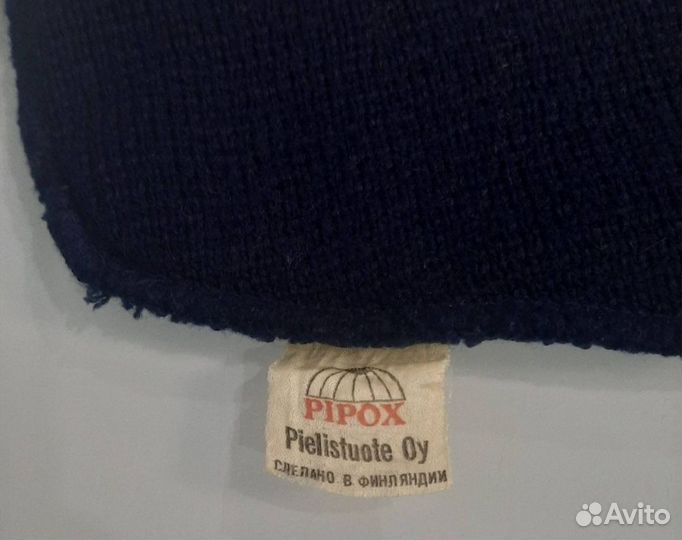 PIPOX
Pielistuote Oy
СДЕЛАНО В ФИНЛЯНДИИ
Avito